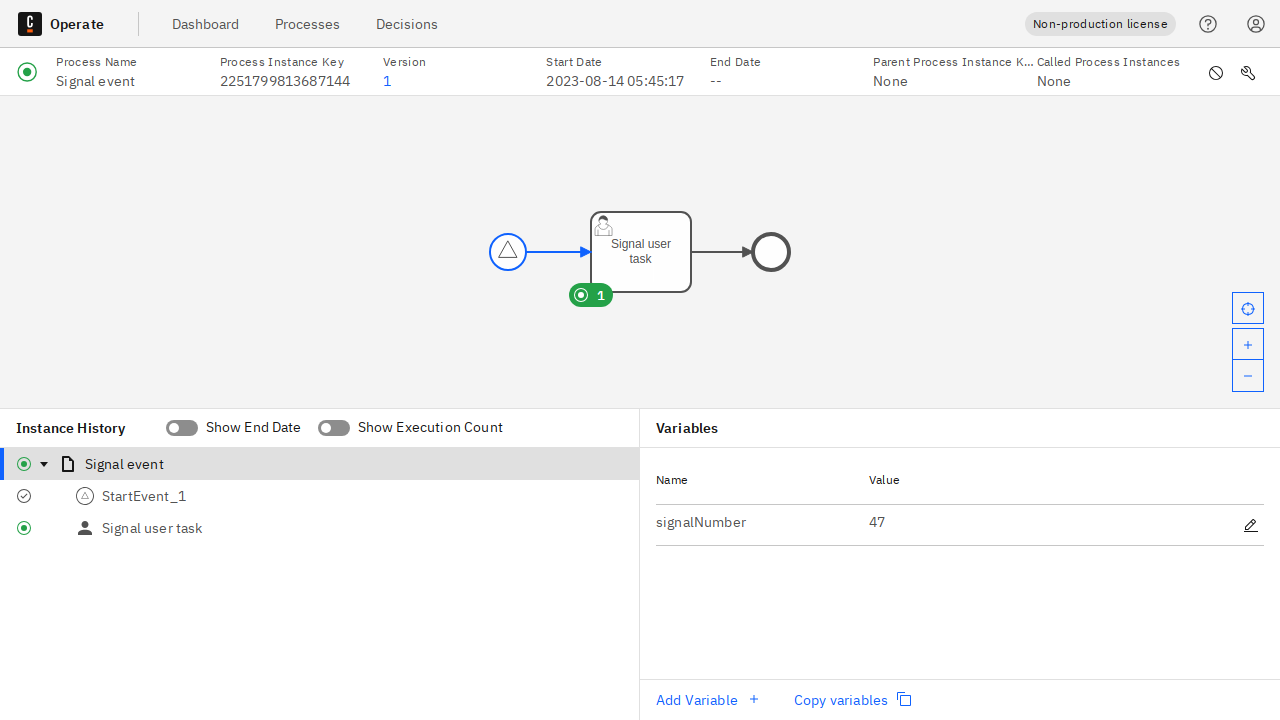 Operate
Dashboard
Processes
Decisions
Non-production license
Process Name
Signal event
Process Instance Key
2251799813687144
Version
1
Start Date
2023-08-14 05:45:17
End Date
--
Parent Process Instance K...
None
Called Process Instances
None
Signal user
task
1
Instance History
Show End Date
Show Execution Count
Signal event
StartEvent_1
Signal user task
Variables
Name
Value
signalNumber
47
Add Variable
Copy variables